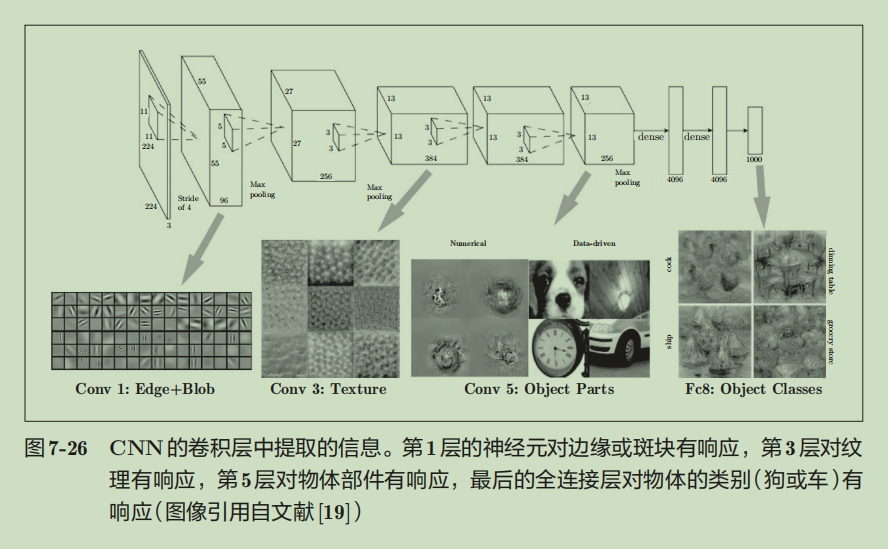 55
27
13
13
13
11
5
3
3
3
11
5
27
3
13
3
13
3
13
dense
dense
224
55
384
384
256
1000
Max
pooling
256
Max
pooling
Max
pooling
4096
4096
Stride
of 4
96
224
3
Numerical
Data-driven
cock
dinning table
ship
grocery store
Conv 1: Edge+Blob
Conv 3: Texture
Conv 5: Object Parts
Fc8: Object Classes
图7-26 CNN的卷积层中提取的信息。第1层的神经元对边缘或斑块有响应，第3层对纹
理有响应，第5层对物体部件有响应，最后的全连接层对物体的类别（狗或车）有
响应（图像引用自文献[19]）